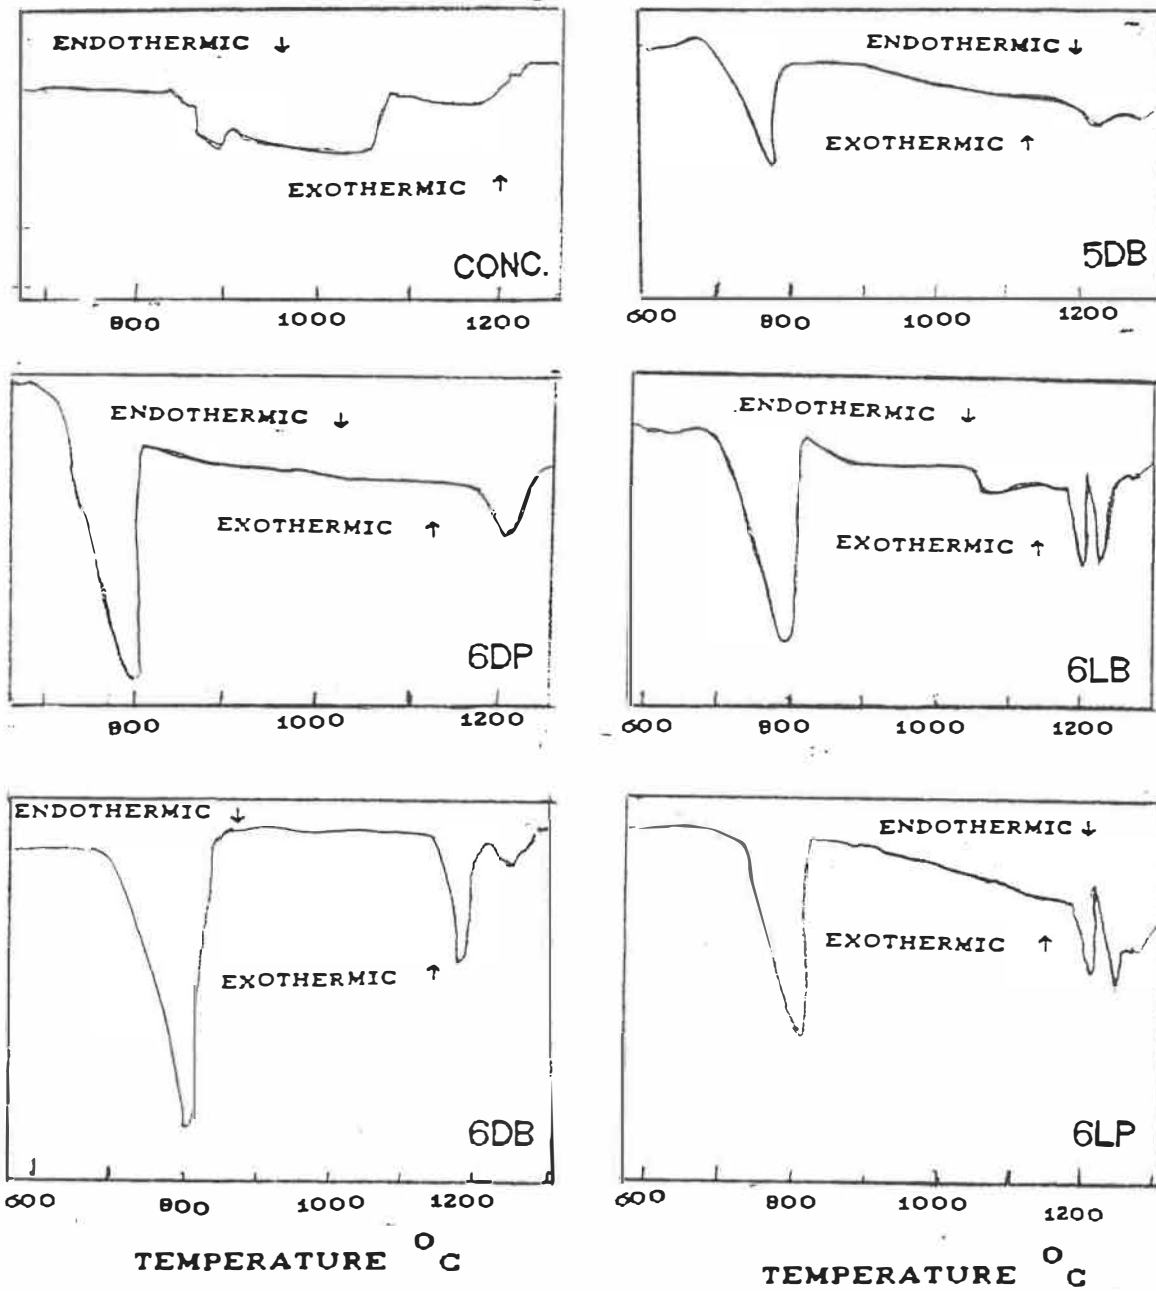 ENDOTHERMIC ↓
EXOTHERMIC ↑
CONC.
800 1000 1200
ENDOTHERMIC ↓
EXOTHERMIC ↑
5DB
600 800 1000 1200
ENDOTHERMIC ↓
EXOTHERMIC ↑
6DP
800 1000 1200
ENDOTHERMIC ↓
EXOTHERMIC ↑
6LB
600 800 1000 1200
ENDOTHERMIC ↓
EXOTHERMIC ↑
6DB
600 800 1000 1200
TEMPERATURE °C
ENDOTHERMIC ↓
EXOTHERMIC ↑
6LP
600 800 1000 1200
TEMPERATURE °C